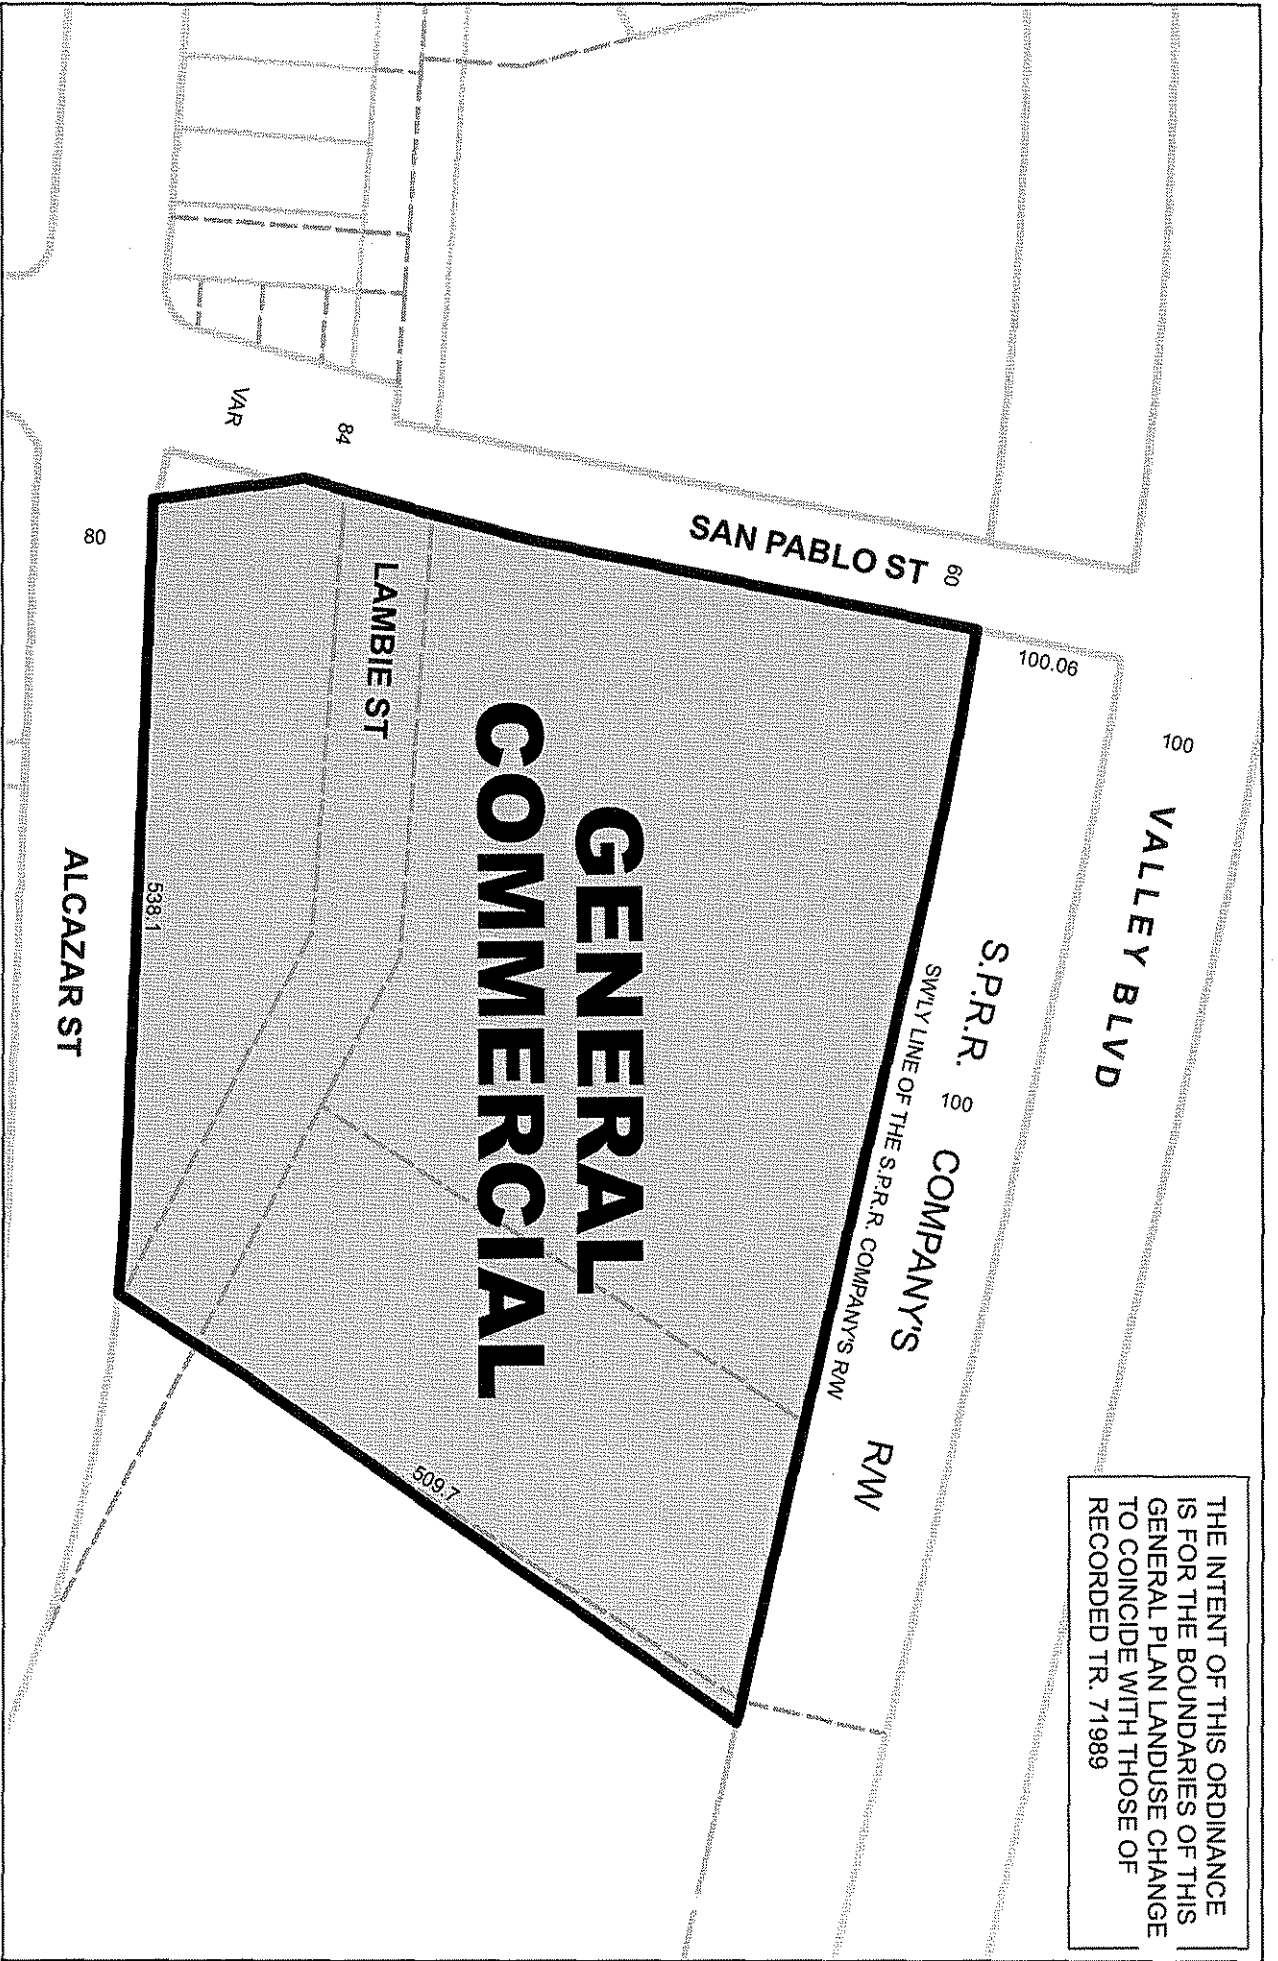 THE INTENT OF THIS ORDINANCE
IS FOR THE BOUNDARIES OF THIS
GENERAL PLAN LANDUSE CHANGE
TO COINCIDE WITH THOSE OF
RECORDED TR. 71989
100
VALLEY BLVD
100.06
S.P.R.R. 100 COMPANY'S R/W
SW'LY LINE OF THE S.P.R.R. COMPANY'S R/W
SAN PABLO ST 60
GENERAL
COMMERCIAL
509.7
LAMBIE ST
84
VAR
538.1
80
ALCAZAR ST